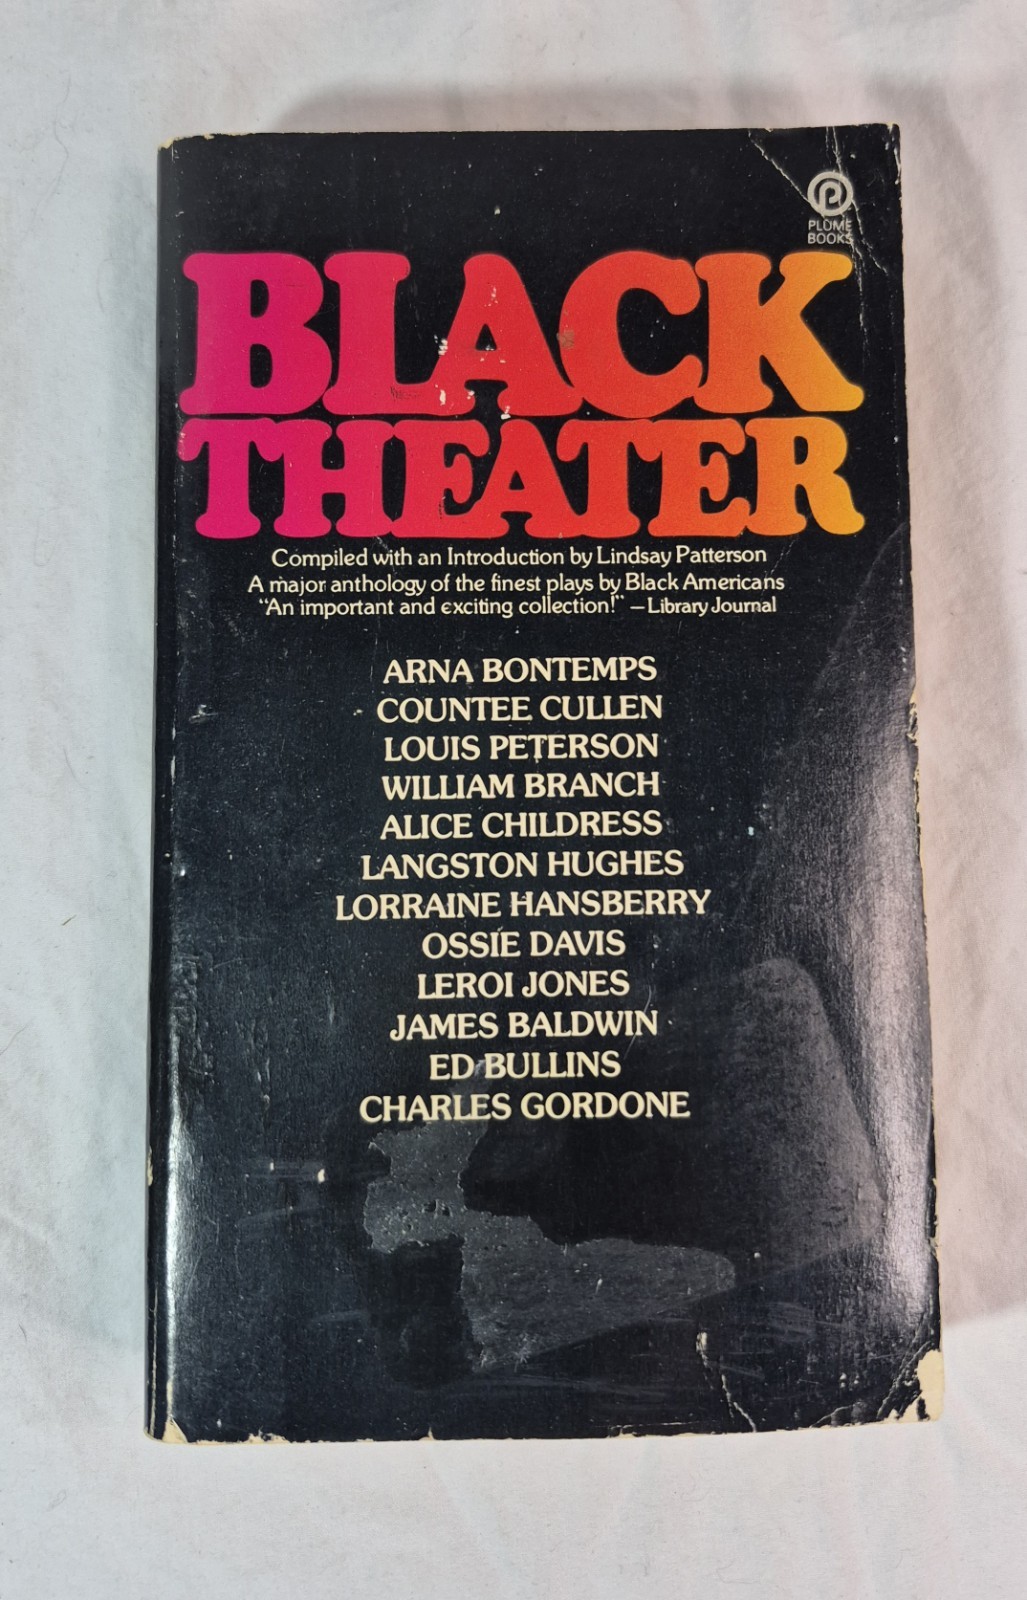 PLUME
BOOKS
BLACK
THEATER
Compiled with an Introduction by Lindsay Patterson
A major anthology of the finest plays by Black Americans
"An important and exciting collection!" —Library Journal
ARNA BONTEMPS
COUNTEE CULLEN
LOUIS PETERSON
WILLIAM BRANCH
ALICE CHILDRESS
LANGSTON HUGHES
LORRAINE HANSBERRY
OSSIE DAVIS
LEROI JONES
JAMES BALDWIN
ED BULLINS
CHARLES GORDONE